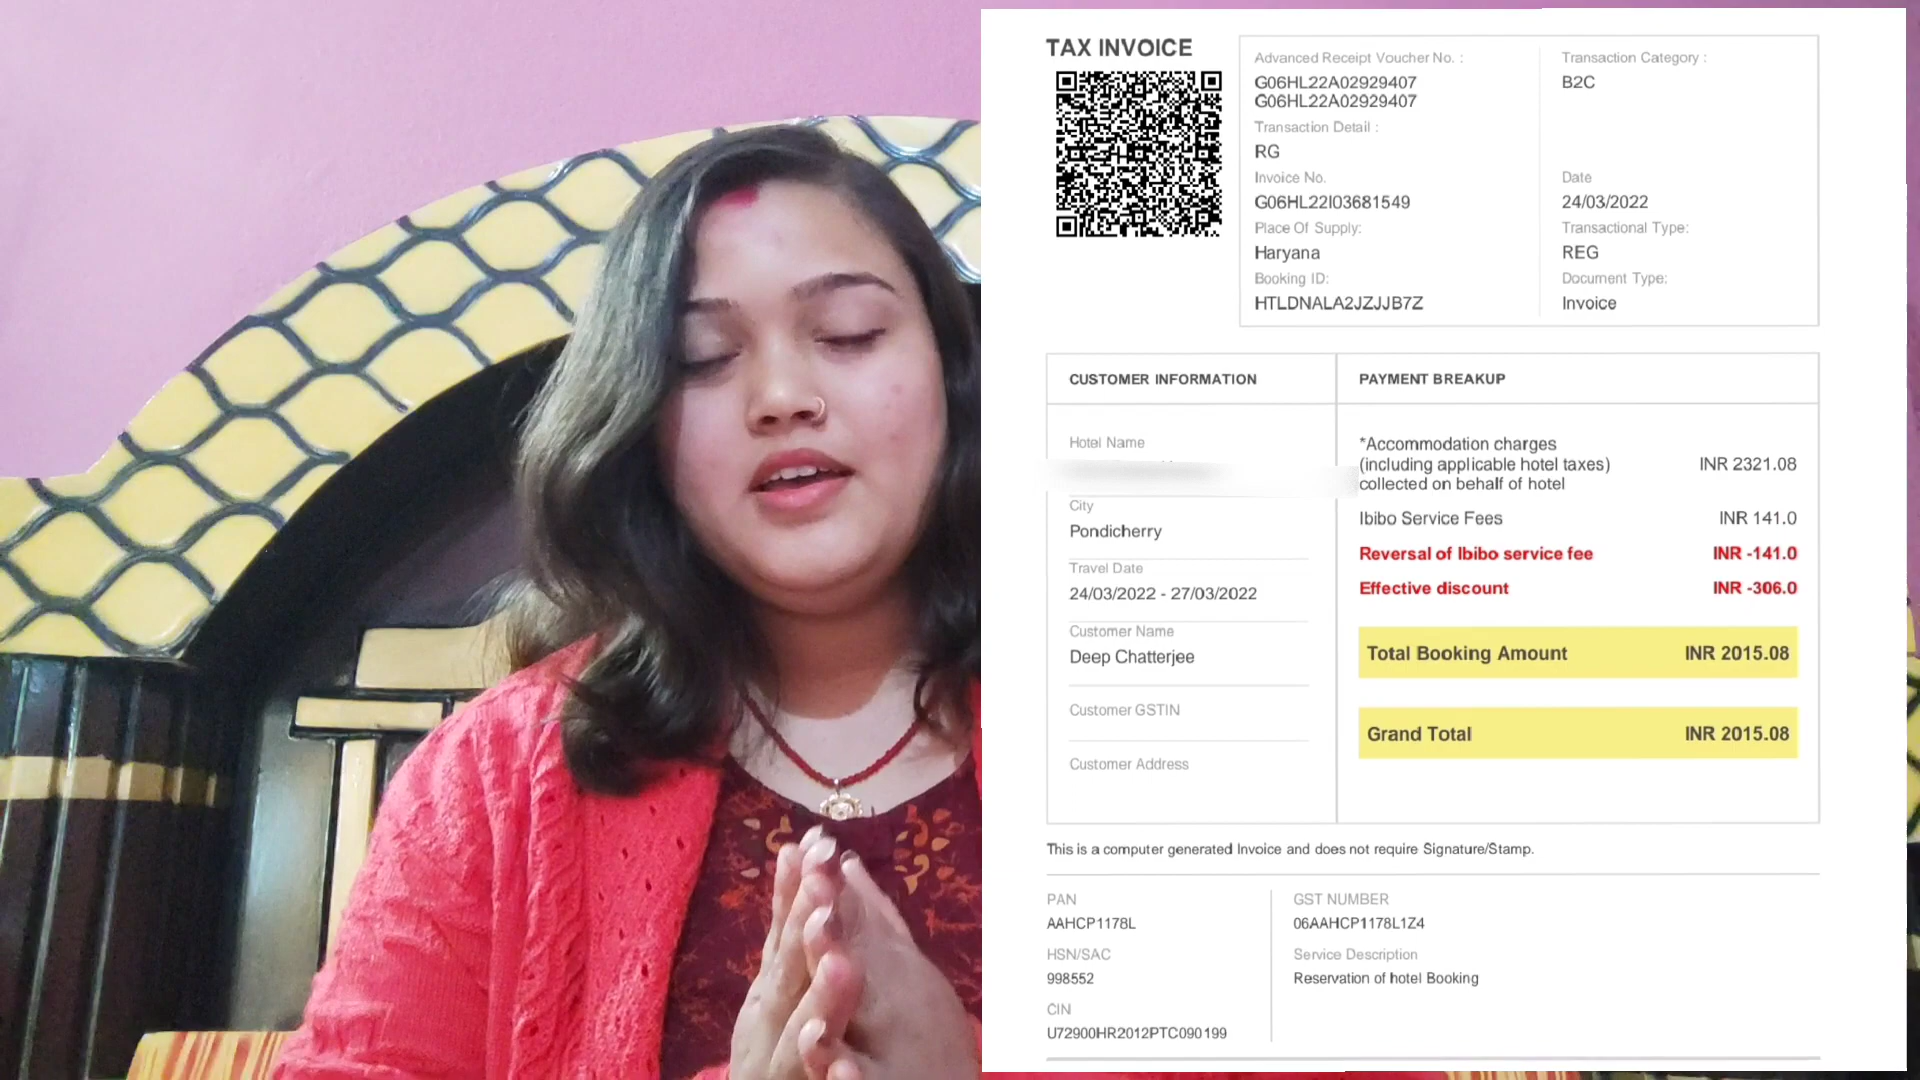 TAX INVOICE
Advanced Receipt Voucher No. :
G06HL22A02929407
G06HL22A02929407
Transaction Category :
B2C
Transaction Detail :
RG
Invoice No.
G06HL22I03681549
Date
24/03/2022
Place Of Supply:
Haryana
Transactional Type:
REG
Booking ID:
HTLDNALA2JZJJB7Z
Document Type:
Invoice
CUSTOMER INFORMATION
Hotel Name
City
Pondicherry
Travel Date
24/03/2022 - 27/03/2022
Customer Name
Deep Chatterjee
Customer GSTIN
Customer Address
PAYMENT BREAKUP
*Accommodation charges
(including applicable hotel taxes) INR 2321.08
collected on behalf of hotel
Ibibo Service Fees INR 141.0
Reversal of Ibibo service fee INR -141.0
Effective discount INR -306.0
Total Booking Amount INR 2015.08
Grand Total INR 2015.08
This is a computer generated Invoice and does not require Signature/Stamp.
PAN
AAHCP1178L
GST NUMBER
06AAHCP1178L1Z4
HSN/SAC
998552
Service Description
Reservation of hotel Booking
CIN
U72900HR2012PTC090199